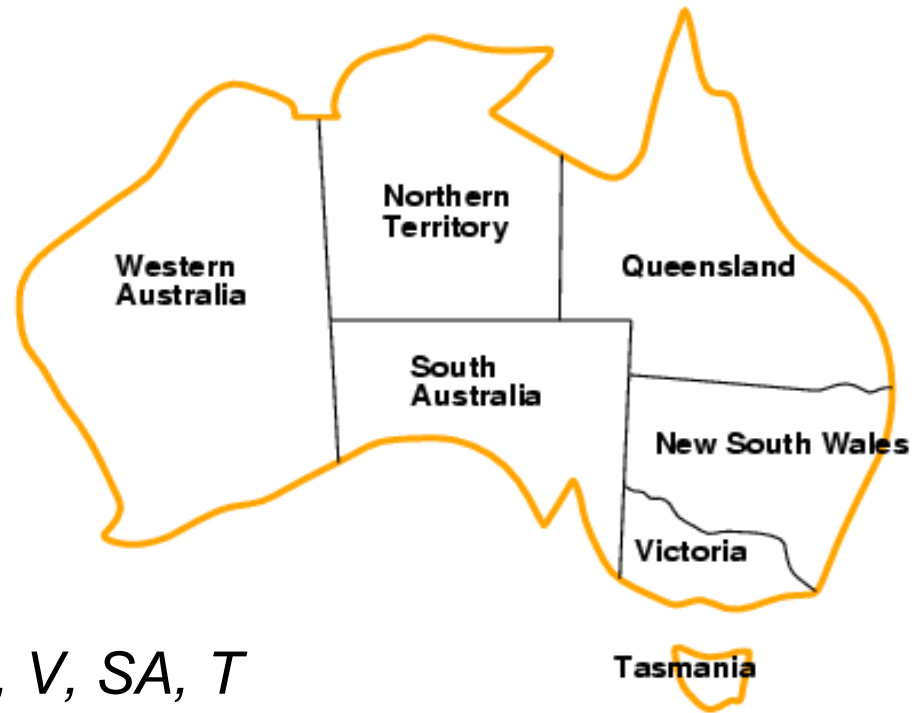 Northern
Territory
Western
Australia
Queensland
South
Australia
New South Wales
Victoria
Tasmania
, V, SA, T